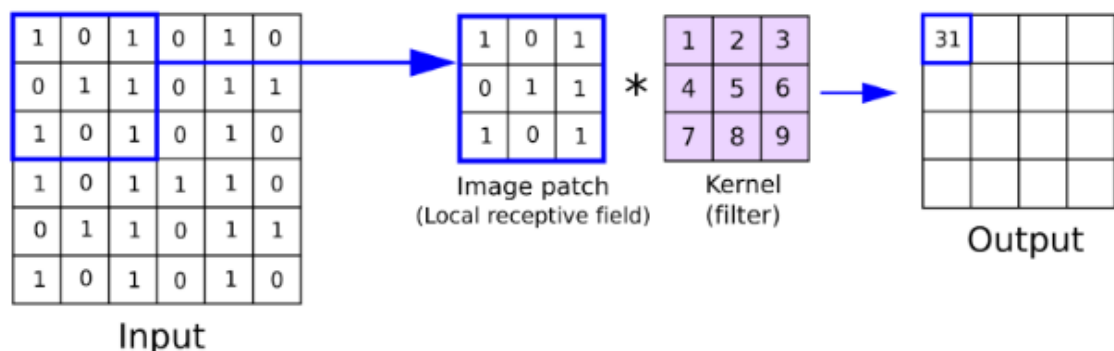 1 0 1 0 1 0
0 1 1 0 1 1
1 0 1 0 1 0
1 0 1 1 1 0
0 1 1 0 1 1
1 0 1 0 1 0
Input
1 0 1
0 1 1
1 0 1
Image patch
(Local receptive field)
*
1 2 3
4 5 6
7 8 9
Kernel
(filter)
31
Output